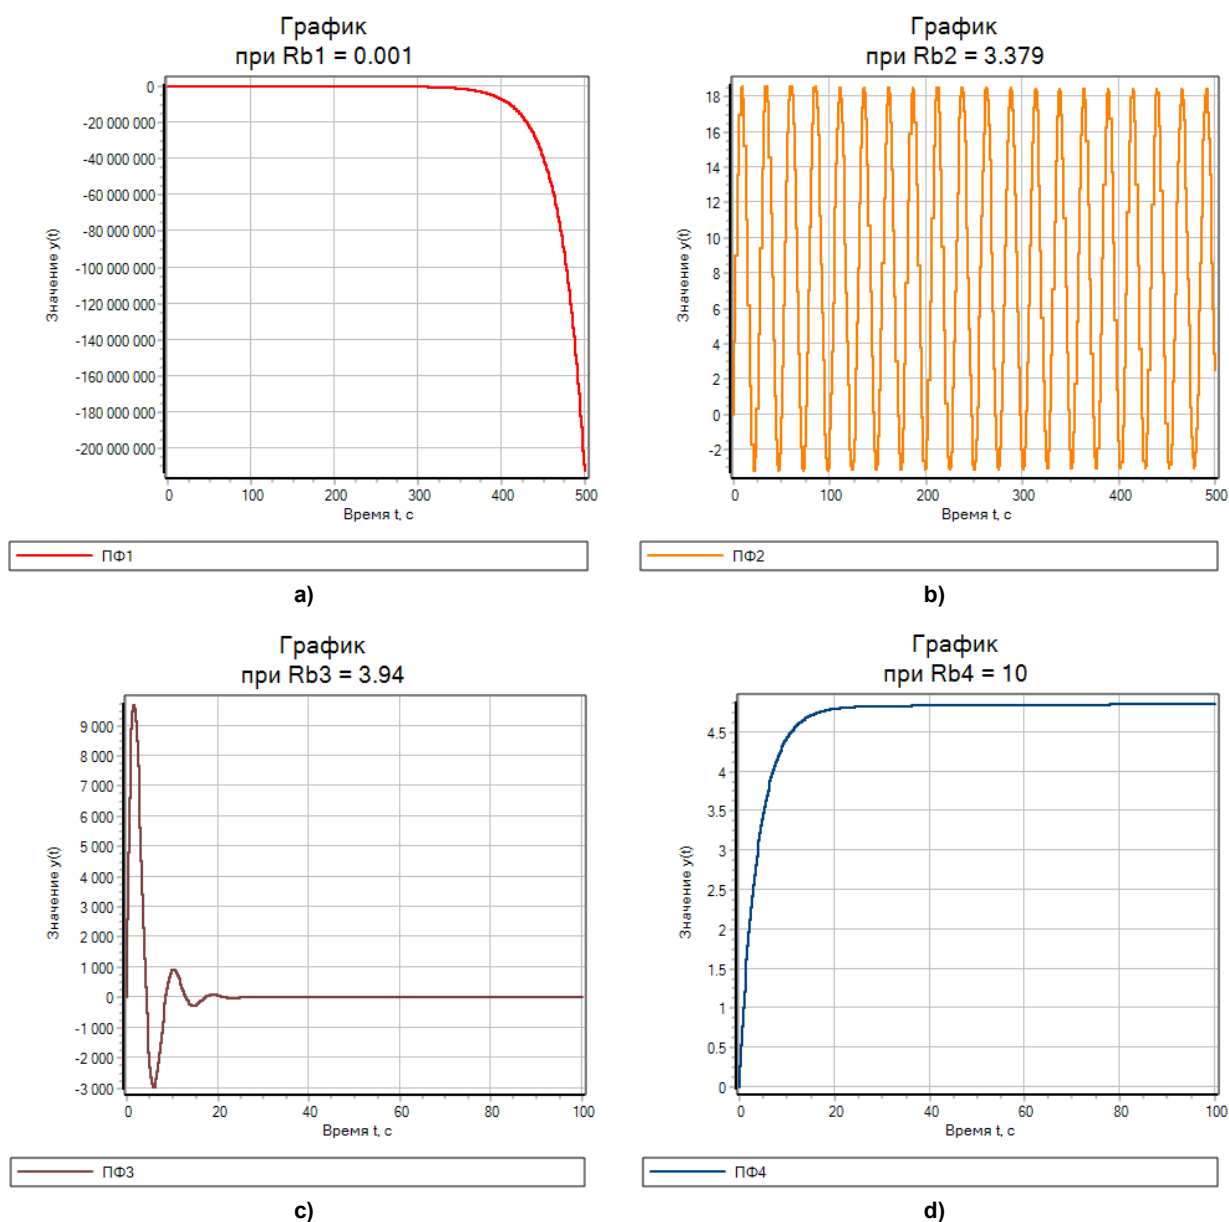 График
при Rb1 = 0.001
0
-20 000 000
-40 000 000
-60 000 000
-80 000 000
-100 000 000
-120 000 000
-140 000 000
-160 000 000
-180 000 000
-200 000 000
Значение y(t)
0 100 200 300 400 500
Время t, с
ПФ1
a)
График
при Rb2 = 3.379
18
16
14
12
10
8
6
4
2
0
-2
Значение y(t)
0 100 200 300 400 500
Время t, с
ПФ2
b)
График
при Rb3 = 3.94
9 000
8 000
7 000
6 000
5 000
4 000
3 000
2 000
1 000
0
-1 000
-2 000
-3 000
Значение y(t)
0 20 40 60 80 100
Время t, с
ПФ3
c)
График
при Rb4 = 10
4.5
4
3.5
3
2.5
2
1.5
1
0.5
0
Значение y(t)
0 20 40 60 80 100
Время t, с
ПФ4
d)